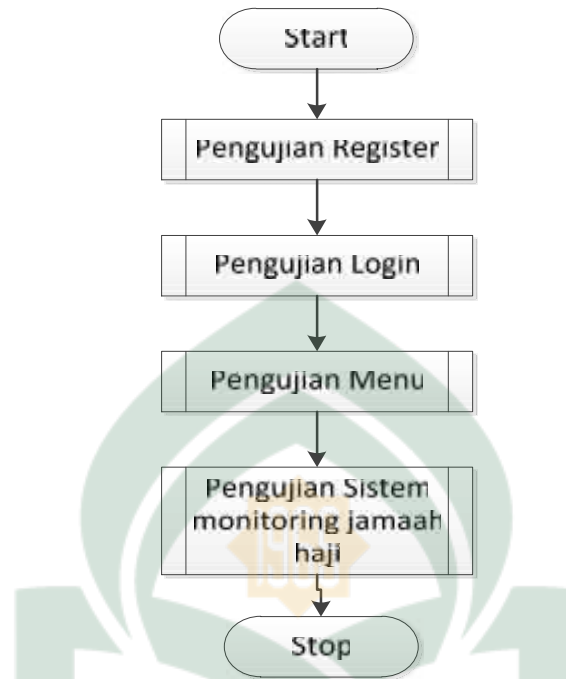 Start
Pengujian Register
Pengujian Login
Pengujian Menu
Pengujian Sistem
monitoring jamaah
haji
Stop